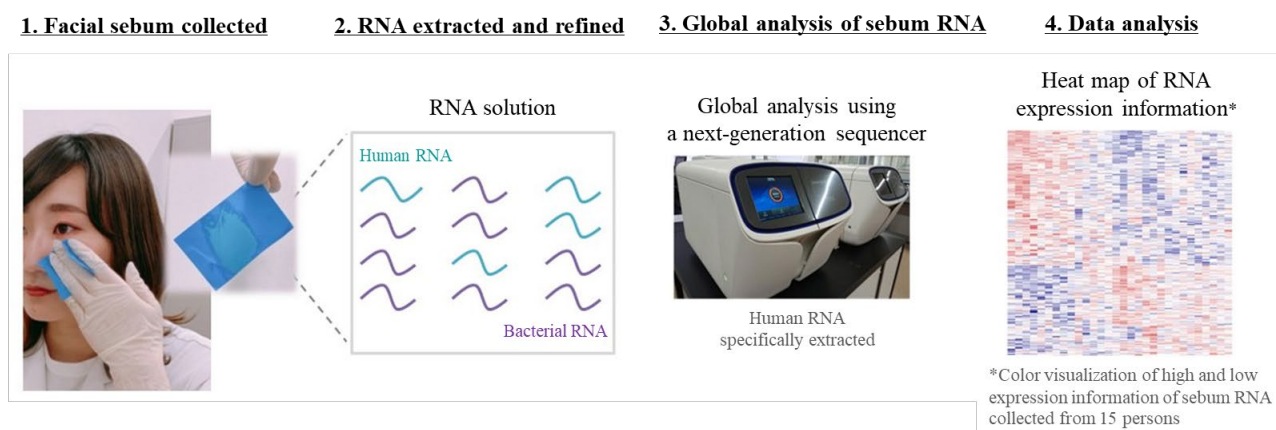 1. Facial sebum collected
2. RNA extracted and refined
3. Global analysis of sebum RNA
4. Data analysis
RNA solution
Human RNA
Bacterial RNA
Global analysis using
a next-generation sequencer
Human RNA
specifically extracted
Heat map of RNA
expression information*
*Color visualization of high and low
expression information of sebum RNA
collected from 15 persons